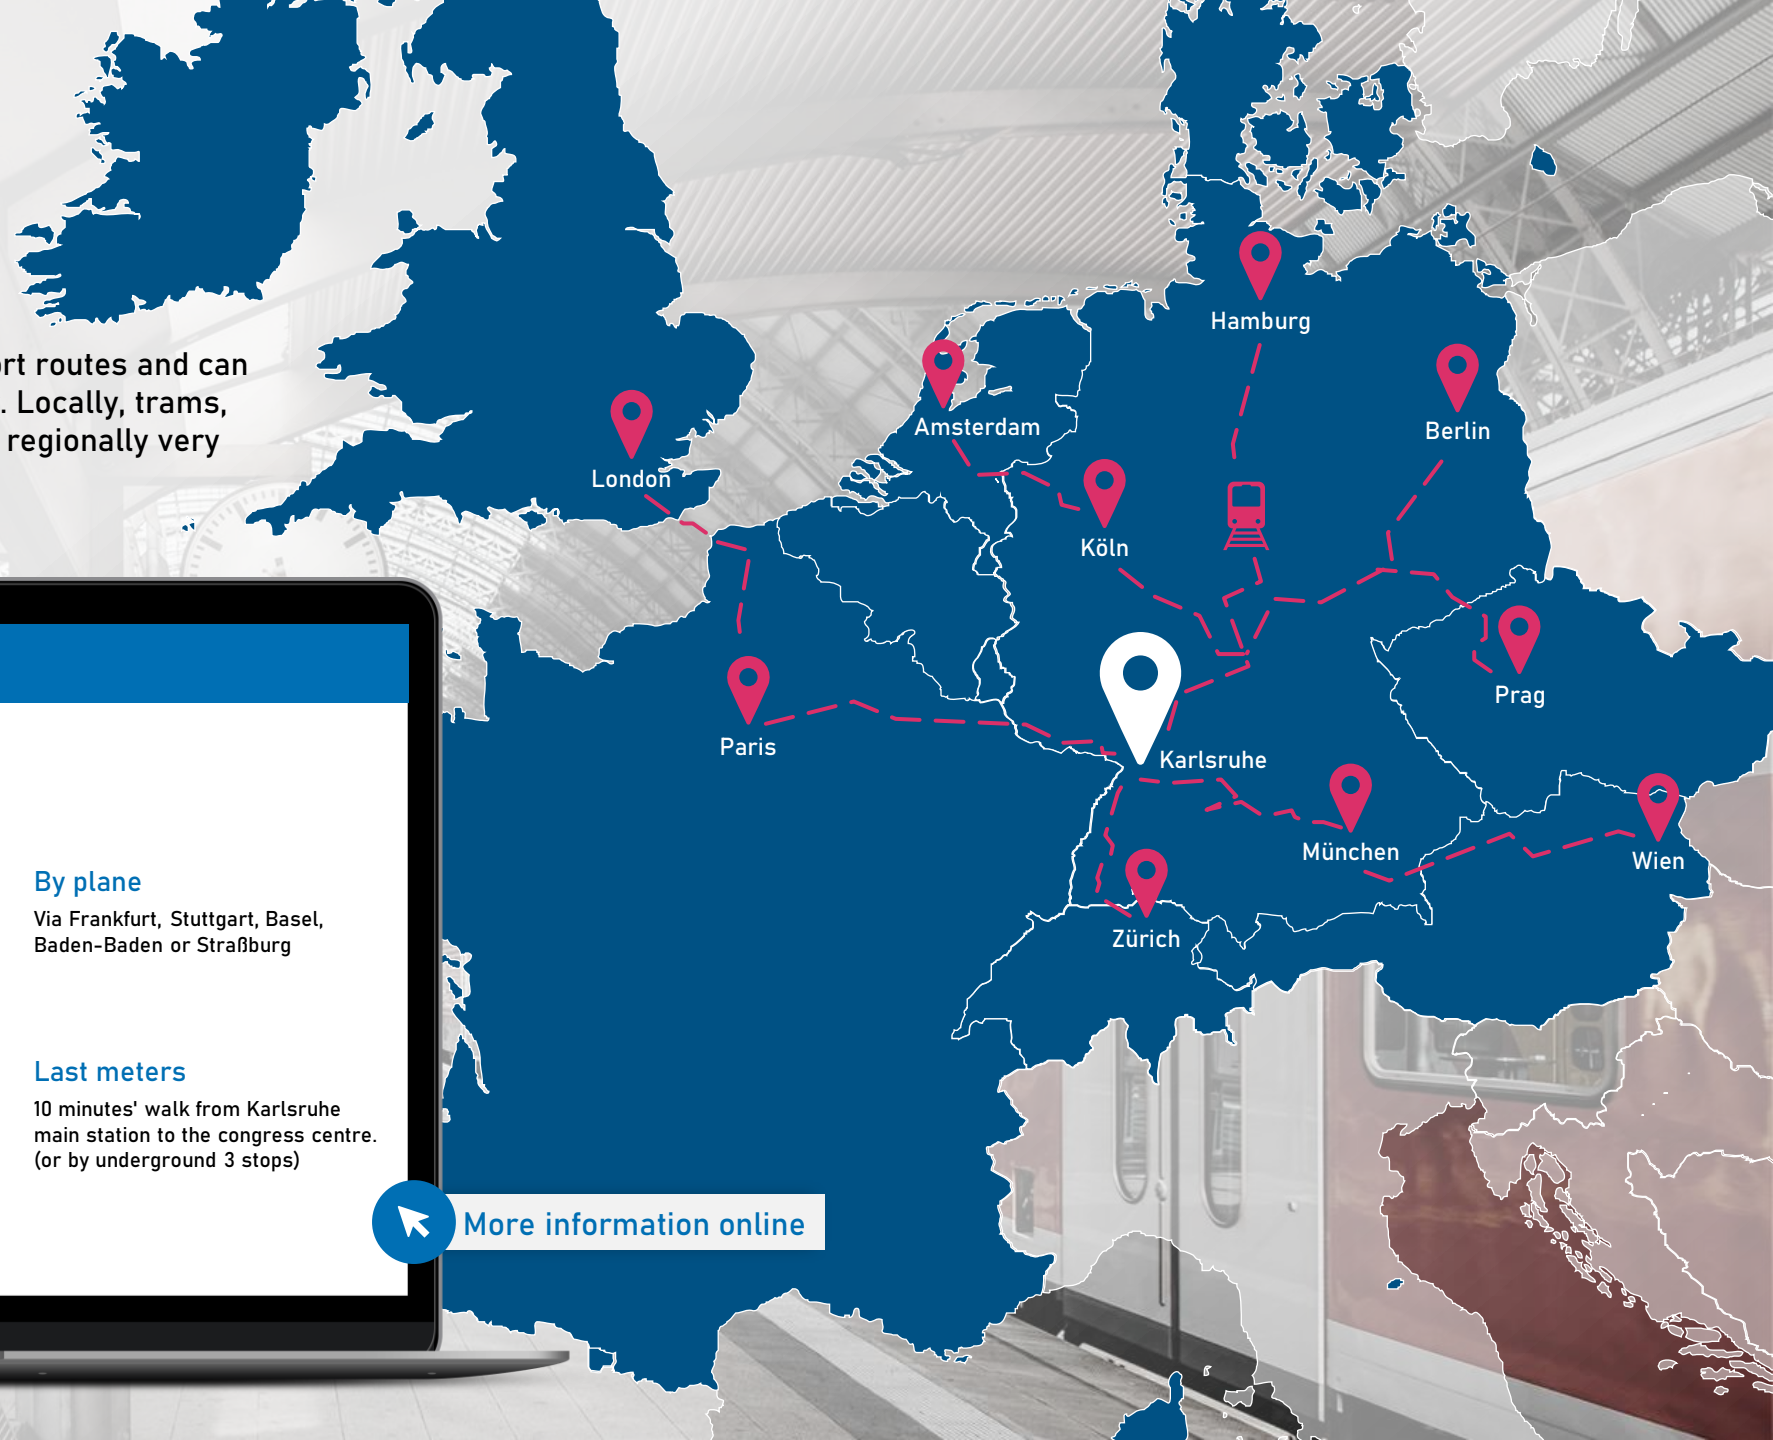 rt routes and can
. Locally, trams,
regionally very
Hamburg
Amsterdam
Berlin
London
Köln
Prag
Paris
Karlsruhe
München
Wien
Zürich
By plane
Via Frankfurt, Stuttgart, Basel,
Baden-Baden or Straßburg
Last meters
10 minutes' walk from Karlsruhe
main station to the congress centre.
(or by underground 3 stops)
More information online